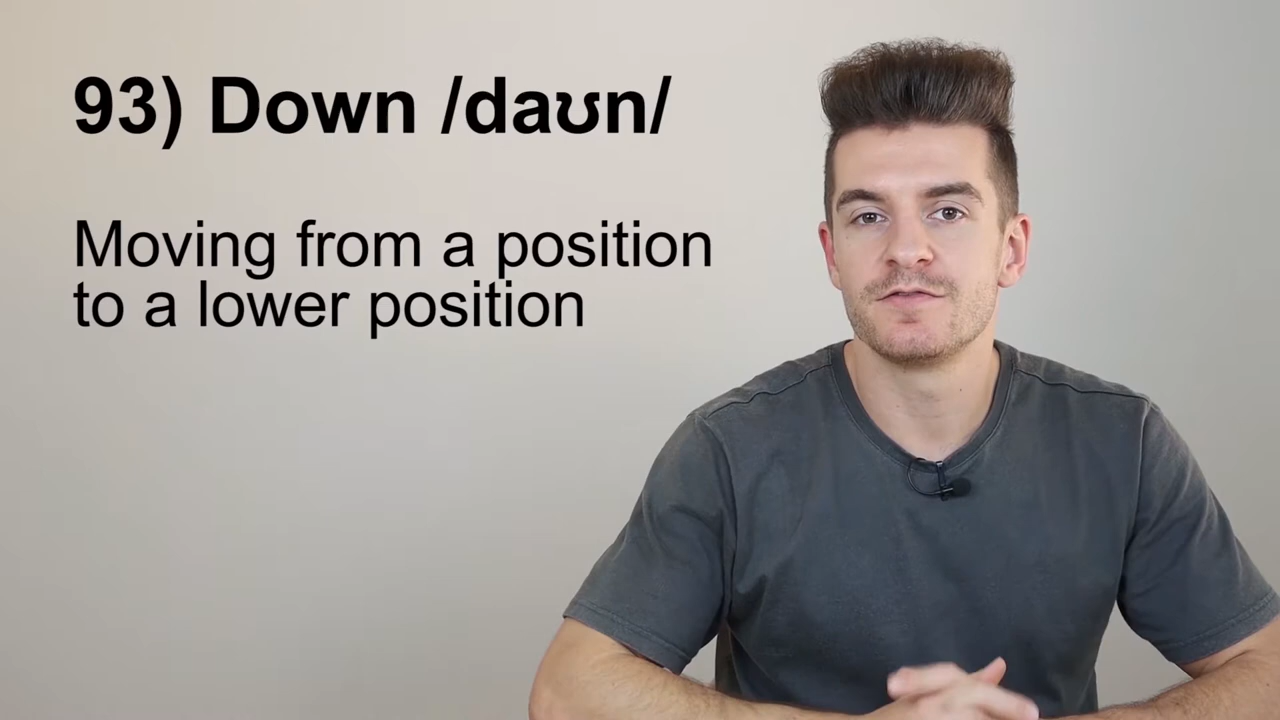 93) Down /daʊn/
Moving from a position
to a lower position